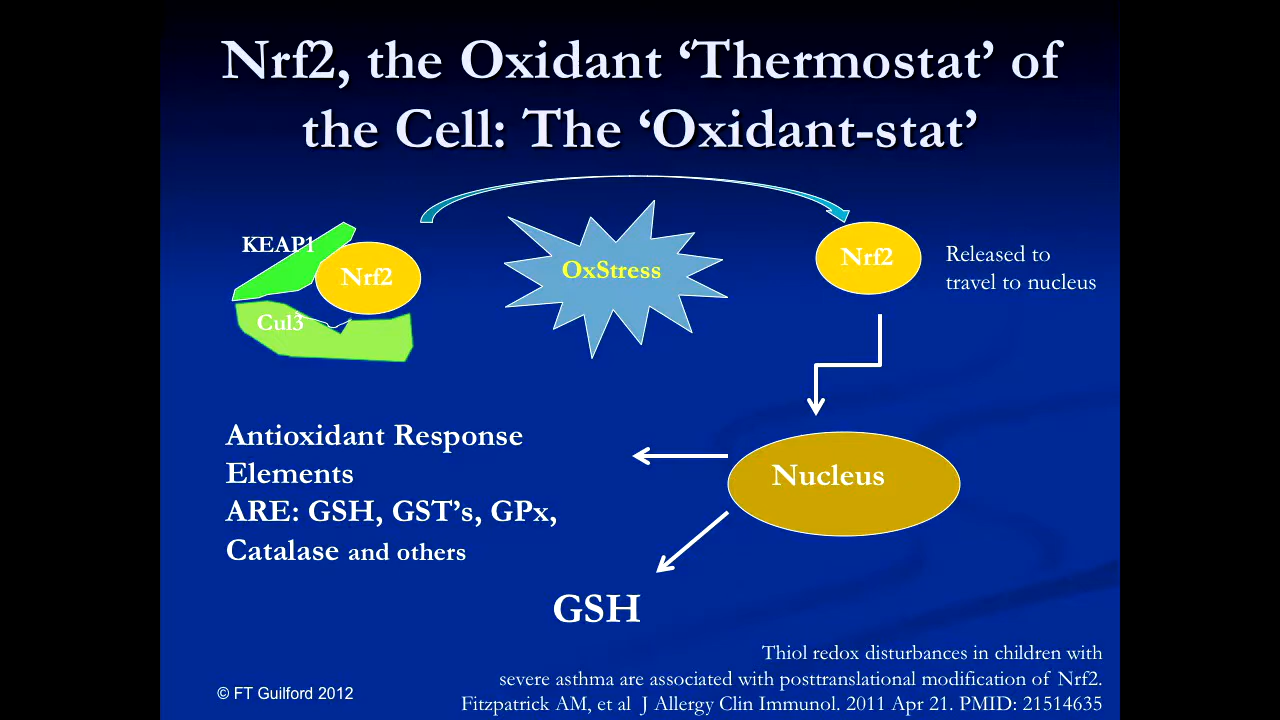 Nrf2, the Oxidant ‘Thermostat’ of
the Cell: The ‘Oxidant-stat’
KEAP1
Nrf2
Cul3
OxStress
Nrf2
Released to
travel to nucleus
Antioxidant Response
Elements
ARE: GSH, GST’s, GPx,
Catalase and others
Nucleus
GSH
Thiol redox disturbances in children with
severe asthma are associated with posttranslational modification of Nrf2.
Fitzpatrick AM, et al J Allergy Clin Immunol. 2011 Apr 21. PMID: 21514635
© FT Guilford 2012